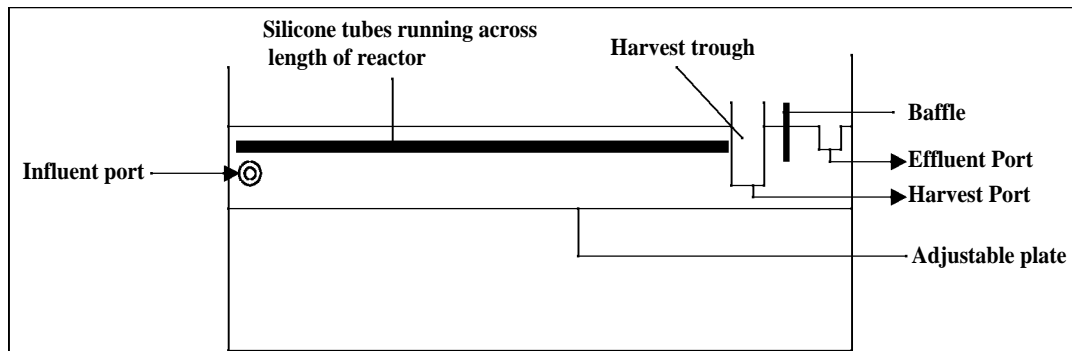 Silicone tubes running across
length of reactor
Harvest trough
Baffle
Influent port
Effluent Port
Harvest Port
Adjustable plate